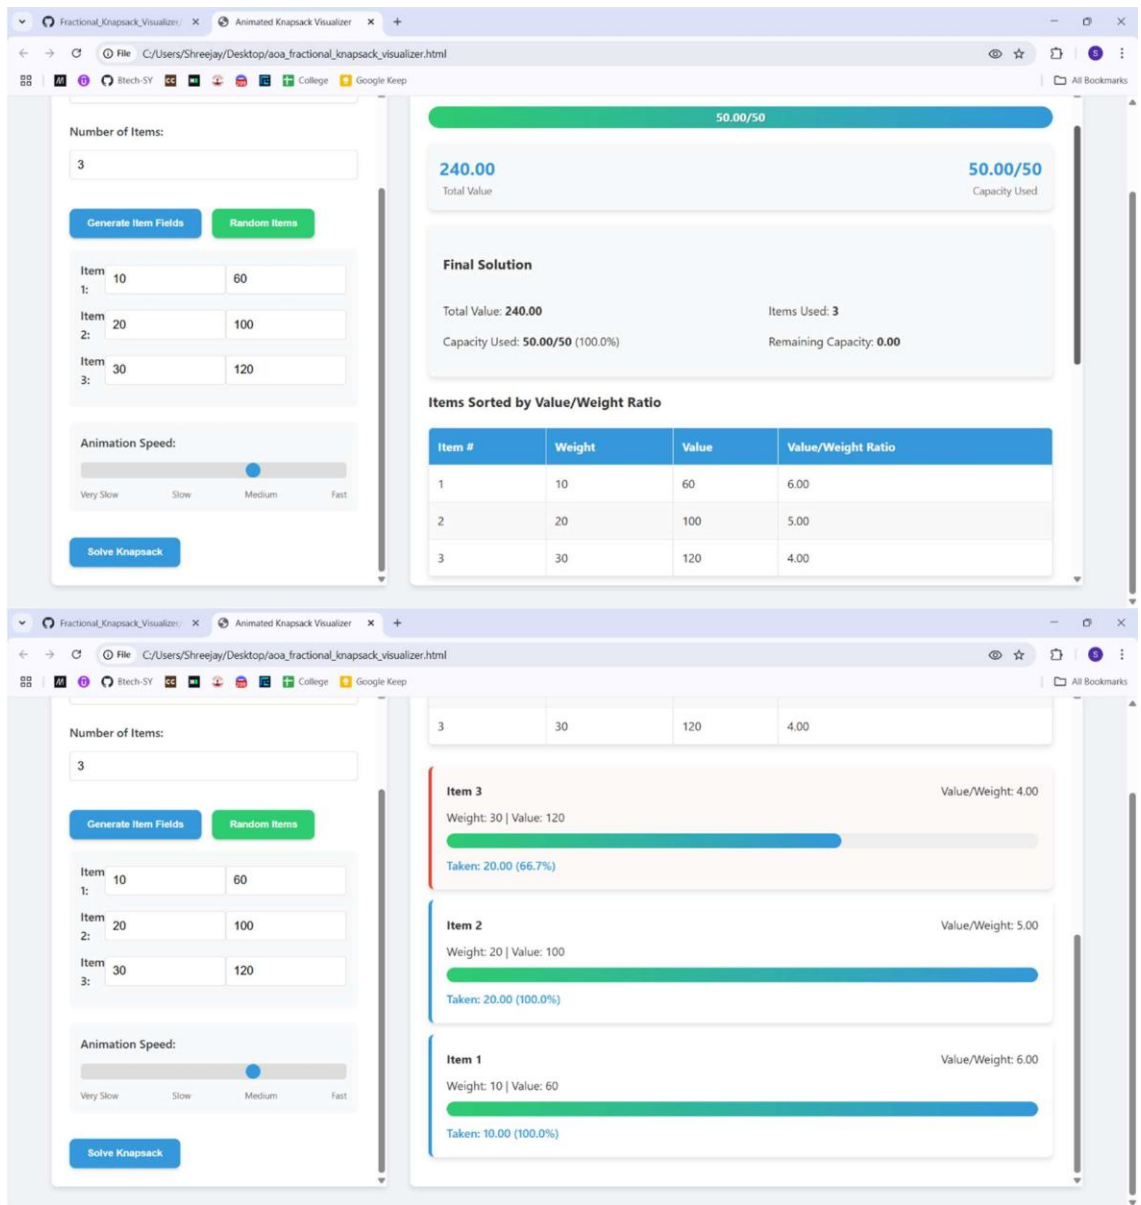 Fractional_Knapsack_Visualizer/ Animated Knapsack Visualizer
File C:/Users/Shreejay/Desktop/aoa_fractional_knapsack_visualizer.html
Btech-SY CC College Google Keep All Bookmarks
Number of Items:
3
Generate Item Fields Random Items
Item 1: 10 60
Item 2: 20 100
Item 3: 30 120
Animation Speed:
Very Slow Slow Medium Fast
Solve Knapsack
50.00/50
240.00 50.00/50
Total Value Capacity Used
Final Solution
Total Value: 240.00 Items Used: 3
Capacity Used: 50.00/50 (100.0%) Remaining Capacity: 0.00
Items Sorted by Value/Weight Ratio
Item # Weight Value Value/Weight Ratio
1 10 60 6.00
2 20 100 5.00
3 30 120 4.00
Fractional_Knapsack_Visualizer/ Animated Knapsack Visualizer
File C:/Users/Shreejay/Desktop/aoa_fractional_knapsack_visualizer.html
Btech-SY CC College Google Keep All Bookmarks
Number of Items:
3
Generate Item Fields Random Items
Item 1: 10 60
Item 2: 20 100
Item 3: 30 120
Animation Speed:
Very Slow Slow Medium Fast
Solve Knapsack
3 30 120 4.00
Item 3 Value/Weight: 4.00
Weight: 30 | Value: 120
Taken: 20.00 (66.7%)
Item 2 Value/Weight: 5.00
Weight: 20 | Value: 100
Taken: 20.00 (100.0%)
Item 1 Value/Weight: 6.00
Weight: 10 | Value: 60
Taken: 10.00 (100.0%)